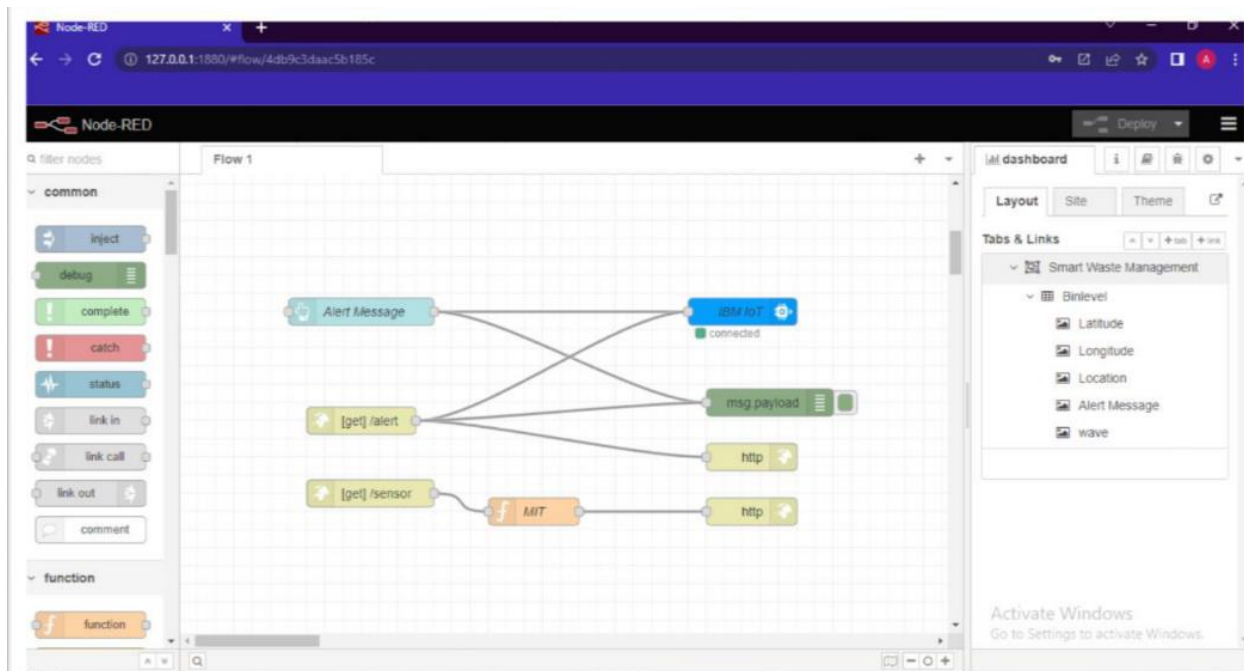 Node-RED
127.0.0.1:1880/#flow/4db9c3daac5b185c
A
Node-RED
Deploy
filter nodes
Flow 1
dashboard
i
common
Layout
Site
Theme
inject
Tabs & Links
+ tab
+ link
debug
Smart Waste Management
complete
Alert Message
IBM IoT
Binlevel
connected
Latitude
catch
Longitude
status
Location
msg.payload
Alert Message
link in
[get] /alert
wave
link call
http
link out
[get] /sensor
f MIT
http
comment
function
Activate Windows
Go to Settings to activate Windows.
f function